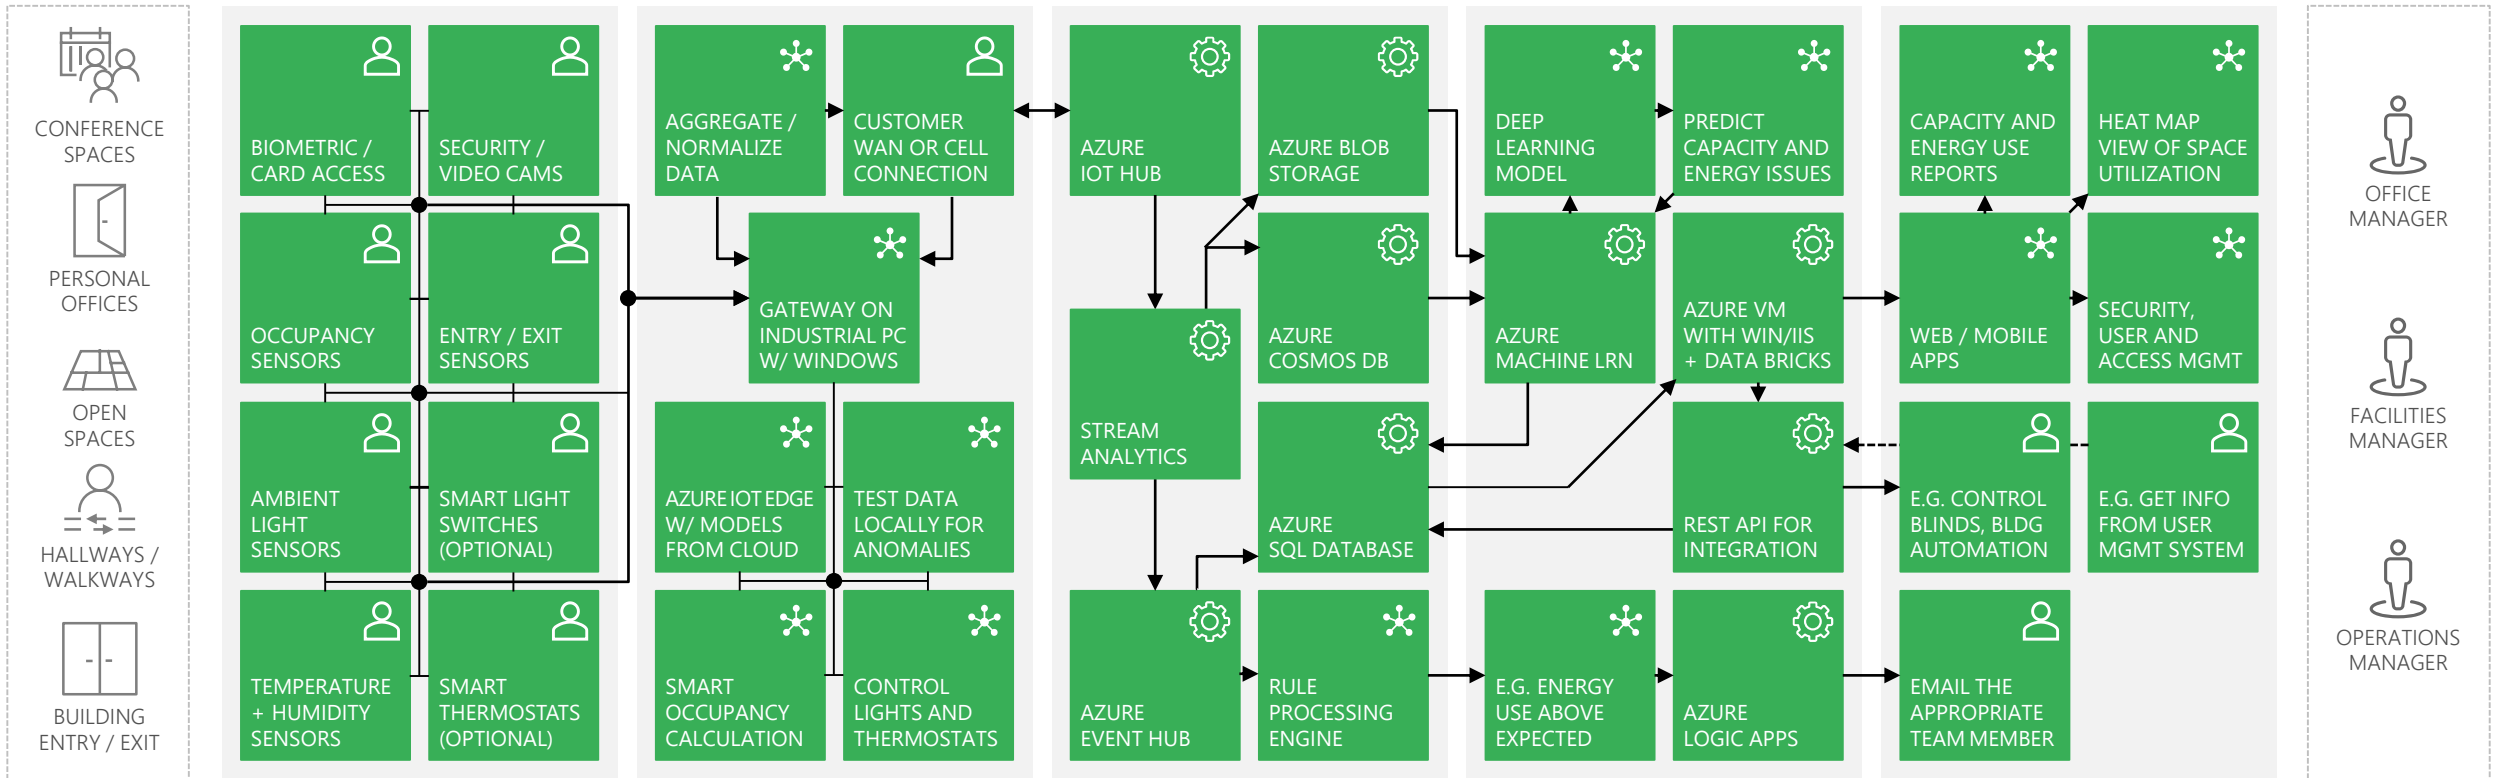 CONFERENCE
SPACES
PERSONAL
OFFICES
OPEN
SPACES
HALLWAYS /
WALKWAYS
BUILDING
ENTRY / EXIT
BIOMETRIC /
CARD ACCESS
SECURITY /
VIDEO CAMS
OCCUPANCY
SENSORS
ENTRY / EXIT
SENSORS
AMBIENT
LIGHT
SENSORS
SMART LIGHT
SWITCHES
(OPTIONAL)
TEMPERATURE
+ HUMIDITY
SENSORS
SMART
THERMOSTATS
(OPTIONAL)
AGGREGATE /
NORMALIZE
DATA
CUSTOMER
WAN OR CELL
CONNECTION
GATEWAY ON
INDUSTRIAL PC
W/ WINDOWS
AZURE IOT EDGE
W/ MODELS
FROM CLOUD
TEST DATA
LOCALLY FOR
ANOMALIES
SMART
OCCUPANCY
CALCULATION
CONTROL
LIGHTS AND
THERMOSTATS
AZURE
IOT HUB
AZURE BLOB
STORAGE
STREAM
ANALYTICS
AZURE
COSMOS DB
AZURE
SQL DATABASE
AZURE
EVENT HUB
RULE
PROCESSING
ENGINE
DEEP
LEARNING
MODEL
PREDICT
CAPACITY AND
ENERGY ISSUES
AZURE
MACHINE LRN
AZURE VM
WITH WIN/IIS
+ DATA BRICKS
REST API FOR
INTEGRATION
E.G. ENERGY
USE ABOVE
EXPECTED
AZURE
LOGIC APPS
CAPACITY AND
ENERGY USE
REPORTS
HEAT MAP
VIEW OF SPACE
UTILIZATION
WEB / MOBILE
APPS
SECURITY,
USER AND
ACCESS MGMT
E.G. CONTROL
BLINDS, BLDG
AUTOMATION
E.G. GET INFO
FROM USER
MGMT SYSTEM
EMAIL THE
APPROPRIATE
TEAM MEMBER
OFFICE
MANAGER
FACILITIES
MANAGER
OPERATIONS
MANAGER